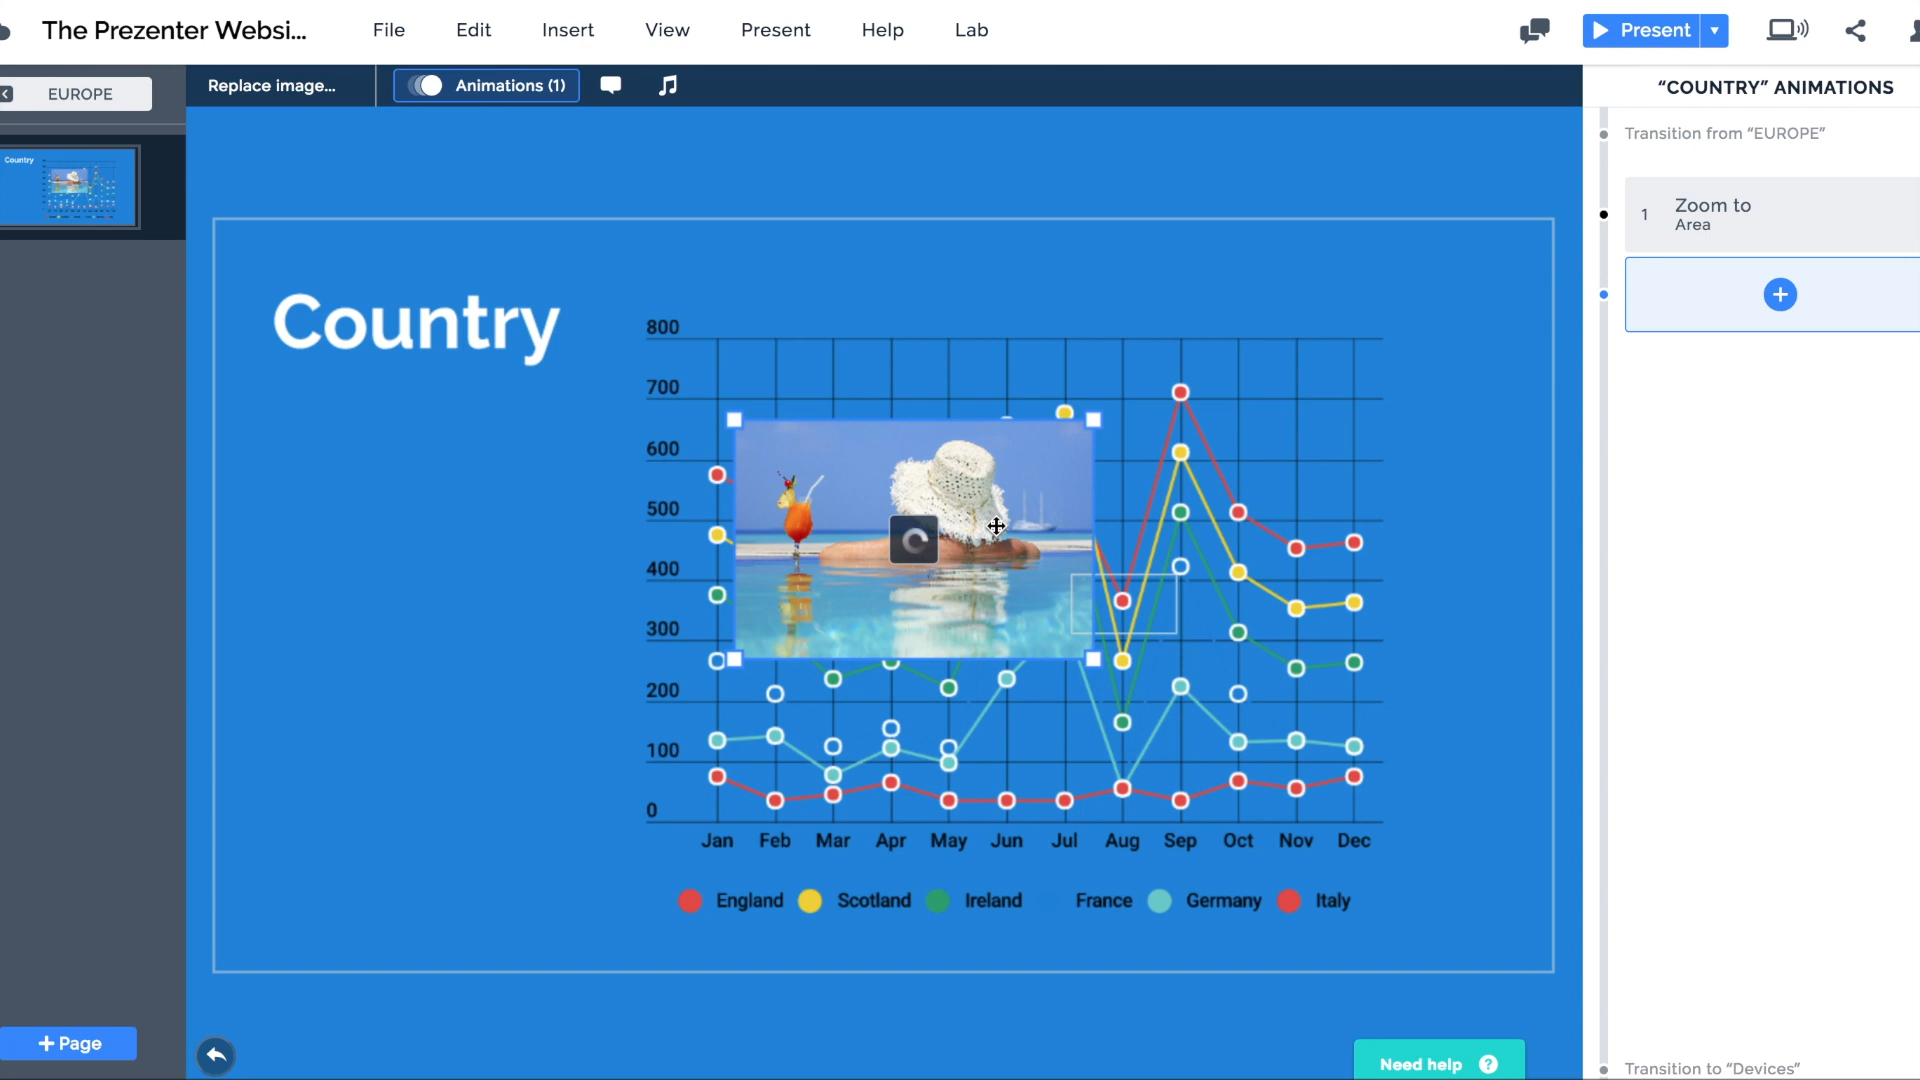 The Prezenter Websi...
File Edit Insert View Present Help Lab
Present
EUROPE
Replace image...
Animations (1)
"COUNTRY" ANIMATIONS
Transition from "EUROPE"
Country
1 Zoom to
Area
Country
800
700
600
500
400
300
200
100
0
Jan Feb Mar Apr May Jun Jul Aug Sep Oct Nov Dec
England Scotland Ireland France Germany Italy
+ Page
Need help ?
Transition to "Devices"